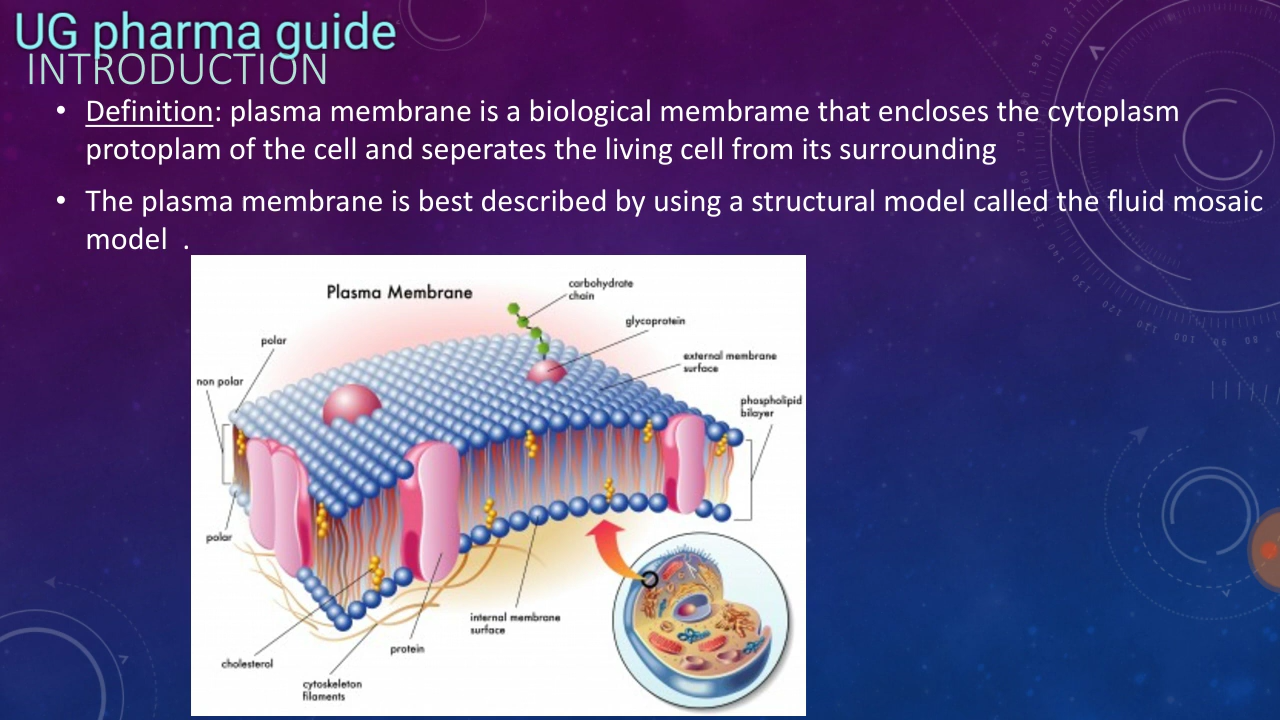 UG pharma guide
INTRODUCTION
• Definition: plasma membrane is a biological membrame that encloses the cytoplasm
protoplam of the cell and seperates the living cell from its surrounding
• The plasma membrane is best described by using a structural model called the fluid mosaic
model .
Plasma Membrane
carbohydrate
chain
glycoprotein
polar
external membrane
surface
non polar
phospholipid
bilayer
polar
internal membrane
surface
protein
cholesterol
cytoskeleton
filaments